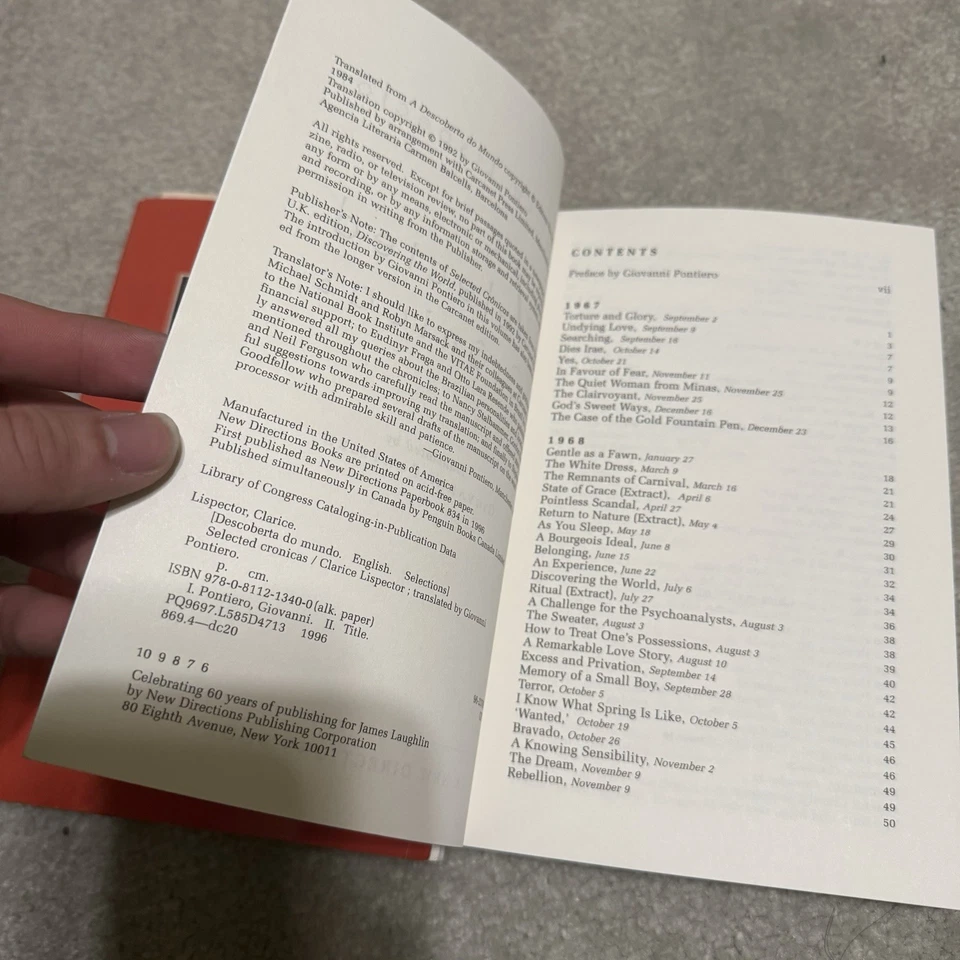 Translated from A Descoberta do Mundo copyright ©
1984
Translation copyright © 1992 by Giovanni Pontiero
Published by arrangement with Carcanet Press Limited,
Agencia Literaria Carmen Balcells, Barcelona
All rights reserved. Except for brief passages quoted in a
zine, radio, or television review, no part of this book may be
any form or by any means, electronic or mechanical,
and recording, or by any information storage and retrieval
permission in writing from the Publisher.
Publisher's Note: The contents of Selected Crônicas are
U.K. edition, Discovering the World, published in 1992 by
The introduction by Giovanni Pontiero in this volume has
ed from the longer version in the Carcanet edition.
Translator's Note: I should like to express my indebtedness
Michael Schmidt and Robyn Marsack and their colleagues
to the National Book Institute and the VITAE Foundation
financial support; to Eudinyr Fraga and Otto Lara Resende,
ly answered all my queries about the Brazilian personalities
mentioned throughout the chronicles; to Nancy Stalhammer,
and Neil Ferguson who carefully read the manuscript and offered
ful suggestions towards improving my translation; and finally to
Goodfellow who prepared several drafts of the manuscript on the
processor with admirable skill and patience.
—Giovanni Pontiero,
Manufactured in the United States of America
New Directions Books are printed on acid-free paper.
First published as New Directions Paperbook 834 in 1996
Published simultaneously in Canada by Penguin Books Canada
Library of Congress Cataloging-in-Publication Data
Lispector, Clarice.
[Descoberta do mundo. English. Selections]
Selected cronicas / Clarice Lispector ; translated by Giovanni
Pontiero.
p. cm.
ISBN 978-0-8112-1340-0 (alk. paper)
I. Pontiero, Giovanni. II. Title.
PQ9697.L585D4713 1996
869.4—dc20
10 9 8 7 6
Celebrating 60 years of publishing for James Laughlin
by New Directions Publishing Corporation
80 Eighth Avenue, New York 10011
CONTENTS
Preface by Giovanni Pontiero vii
1967
Torture and Glory, September 2 1
Undying Love, September 9 3
Searching, September 16 7
Dies Irae, October 14 7
Yes, October 21 9
In Favour of Fear, November 11 9
The Quiet Woman from Minas, November 25 12
The Clairvoyant, November 25 12
God's Sweet Ways, December 16 13
The Case of the Gold Fountain Pen, December 23 16
1968
Gentle as a Fawn, January 27 18
The White Dress, March 9 21
The Remnants of Carnival, March 16 21
State of Grace (Extract), April 6 24
Pointless Scandal, April 27 27
Return to Nature (Extract), May 4 29
As You Sleep, May 18 30
A Bourgeois Ideal, June 8 31
Belonging, June 15 32
An Experience, June 22 34
Discovering the World, July 6 34
Ritual (Extract), July 27 36
A Challenge for the Psychoanalysts, August 3 38
The Sweater, August 3 38
How to Treat One's Possessions, August 3 39
A Remarkable Love Story, August 10 40
Excess and Privation, September 14 42
Memory of a Small Boy, September 28 42
Terror, October 5 44
I Know What Spring Is Like, October 5 45
'Wanted,' October 19 46
Bravado, October 26 46
A Knowing Sensibility, November 2 49
The Dream, November 9 49
Rebellion, November 9 50